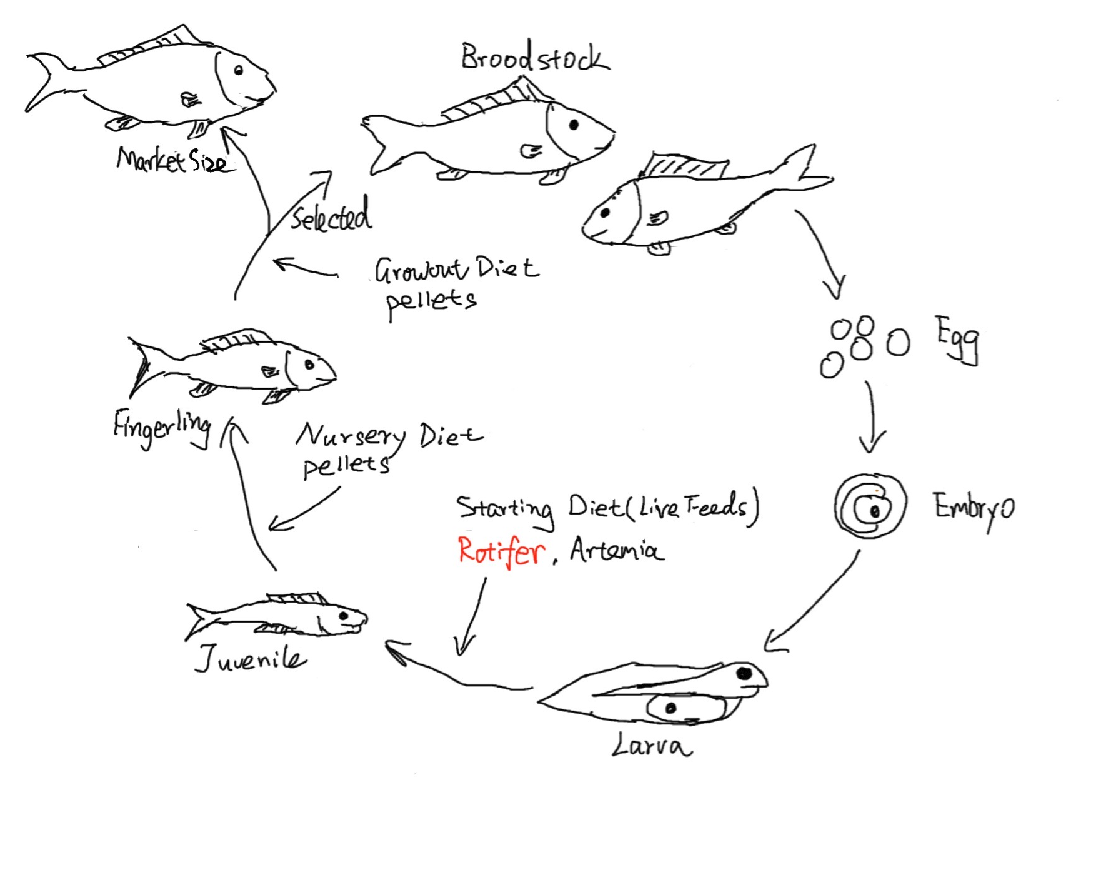 Broodstock
Market Size
Selected
Growout Diet
pellets
Egg
Fingerling
Nursery Diet
pellets
Starting Diet (Live Feeds)
Rotifer, Artemia
Embryo
Juvenile
Larva